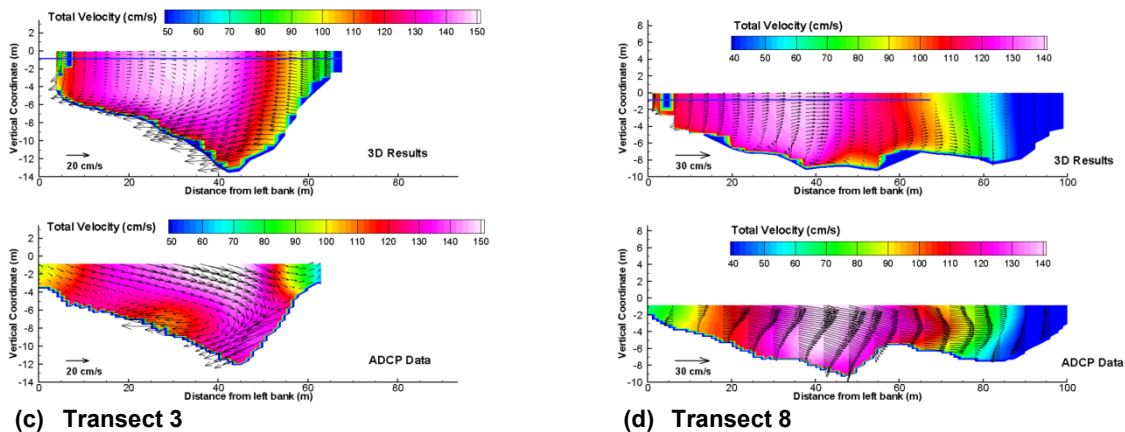 Total Velocity (cm/s)
50 60 70 80 90 100 110 120 130 140 150
Vertical Coordinate (m)
2
0
-2
-4
-6
-8
-10
-12
-14
20 cm/s
3D Results
0 20 40 60 80
Distance from left bank (m)
Total Velocity (cm/s)
50 60 70 80 90 100 110 120 130 140 150
Vertical Coordinate (m)
2
0
-2
-4
-6
-8
-10
-12
-14
20 cm/s
ADCP Data
0 20 40 60 80
Distance from left bank (m)
(c) Transect 3
Total Velocity (cm/s)
40 50 60 70 80 90 100 110 120 130 140
Vertical Coordinate (m)
8
6
4
2
0
-2
-4
-6
-8
-10
30 cm/s
3D Results
0 20 40 60 80 100
Distance from left bank (m)
Total Velocity (cm/s)
40 50 60 70 80 90 100 110 120 130 140
Vertical Coordinate (m)
8
6
4
2
0
-2
-4
-6
-8
-10
30 cm/s
ADCP Data
0 20 40 60 80 100
Distance from left bank (m)
(d) Transect 8